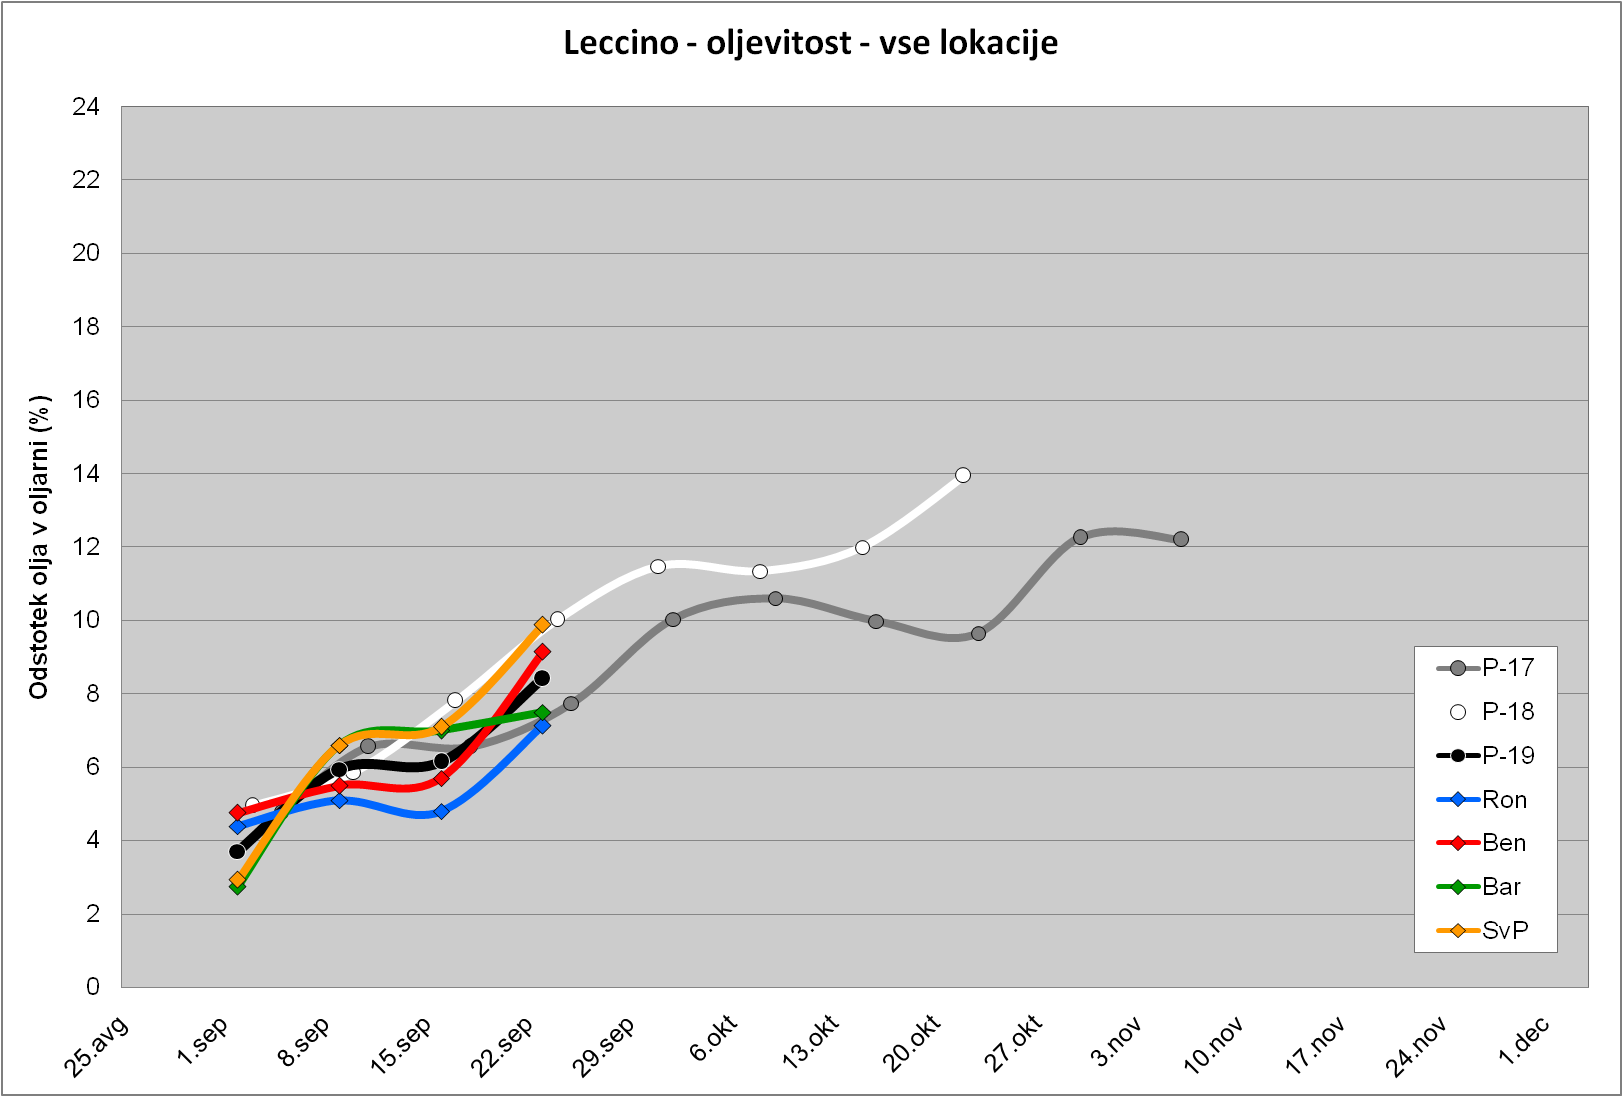 Leccino - oljevitost - vse lokacije
Odstotek olja v oljarni (%)
24
22
20
18
16
14
12
10
8
6
4
2
0
25.avg
1.sep
8.sep
15.sep
22.sep
29.sep
6.okt
13.okt
20.okt
27.okt
3.nov
10.nov
17.nov
24.nov
1.dec
P-17
P-18
P-19
Ron
Ben
Bar
SvP